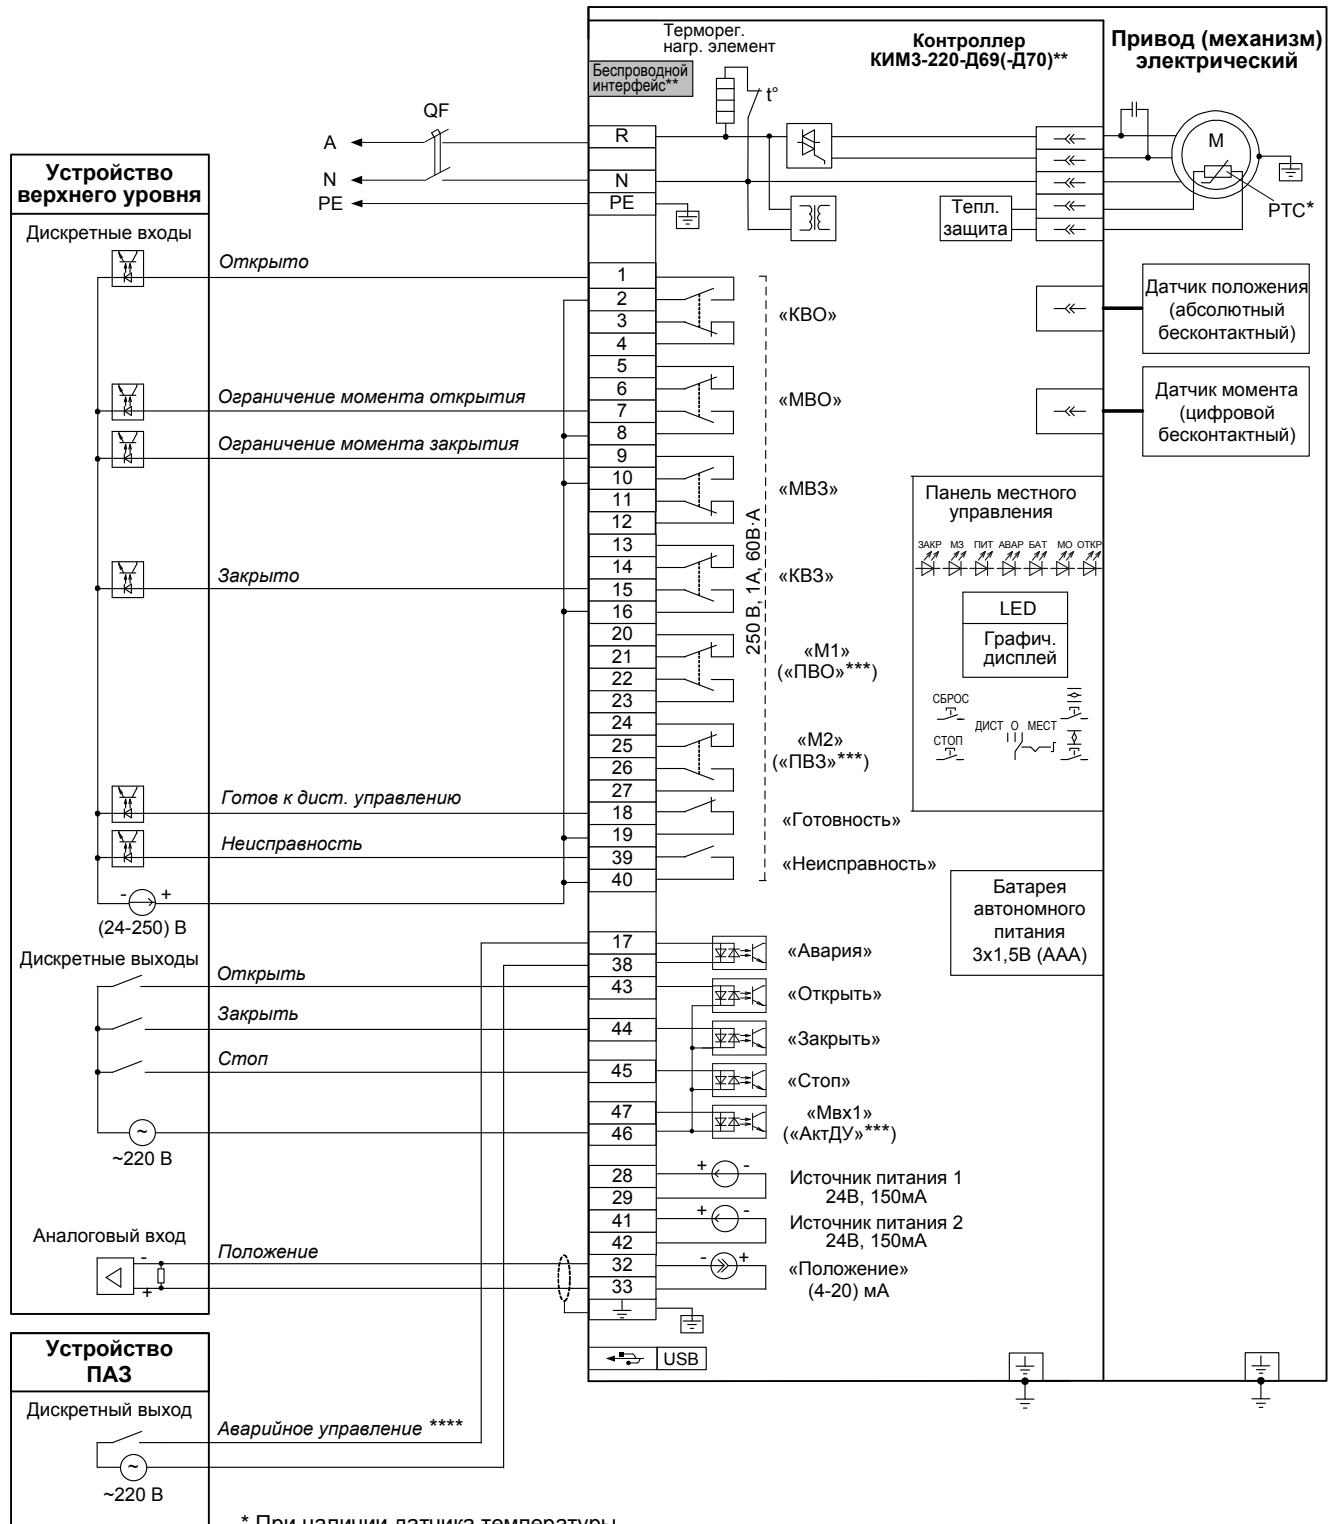 Терморег.
нагр. элемент
Контроллер
КИМ3-220-Д69(-Д70)**
Привод (механизм)
электрический
Беспроводной
интерфейс**
t°
QF
A
N
PE
R
N
PE
M
PTC*
Тепл.
защита
Устройство
верхнего уровня
Дискретные входы
Открыто
Ограничение момента открытия
Ограничение момента закрытия
Закрыто
Готов к дист. управлению
Неисправность
- +
(24-250) В
Дискретные выходы
Открыть
Закрыть
Стоп
~
~220 В
Аналоговый вход
Положение
-
+
Устройство
ПАЗ
Дискретный выход
Аварийное управление ****
~
~220 В
1
2
3
4
5
6
7
8
9
10
11
12
13
14
15
16
20
21
22
23
24
25
26
27
18
19
39
40
17
38
43
44
45
47
46
28
29
41
42
32
33
USB
«КВО»
«МВО»
«МВЗ»
«КВЗ»
250 В, 1А, 60В·А
«М1»
(«ПВО»***)
«М2»
(«ПВЗ»***)
«Готовность»
«Неисправность»
«Авария»
«Открыть»
«Закрыть»
«Стоп»
«Мвх1»
(«АктДУ»***)
+ -
Источник питания 1
24В, 150мА
+ -
Источник питания 2
24В, 150мА
- +
«Положение»
(4-20) мА
Датчик положения
(абсолютный
бесконтактный)
Датчик момента
(цифровой
бесконтактный)
Панель местного
управления
ЗАКР МЗ ПИТ АВАР БАТ МО ОТКР
LED
Графич.
дисплей
СБРОС
ДИСТ О МЕСТ
СТОП
Батарея
автономного
питания
3х1,5В (ААА)
* При наличии датчика температуры